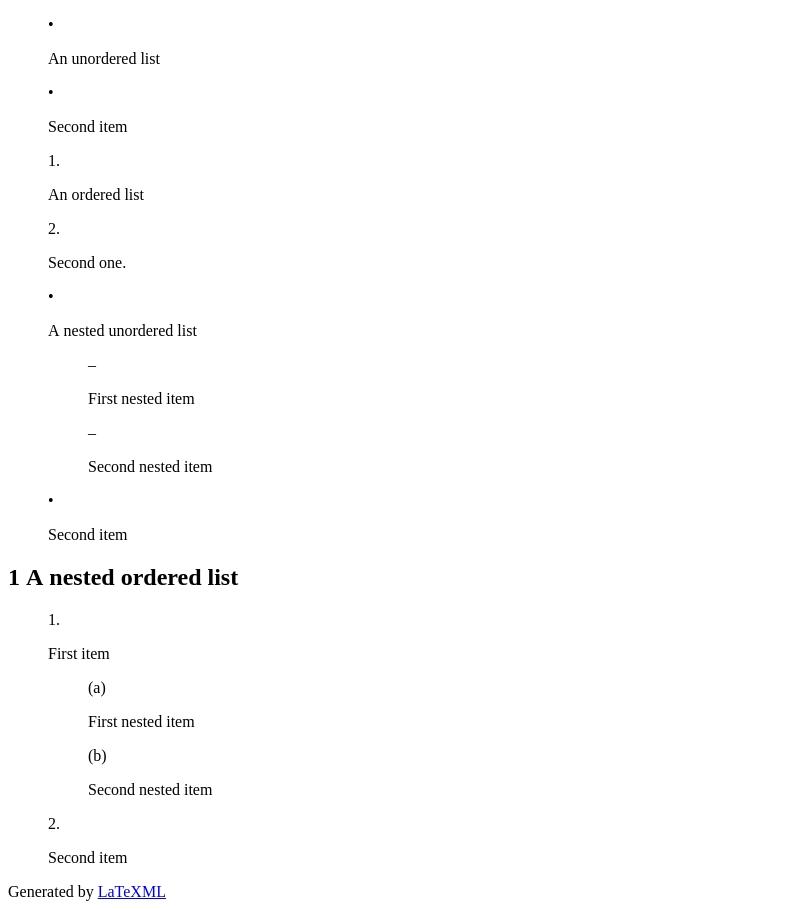 •
An unordered list
•
Second item
1.
An ordered list
2.
Second one.
•
A nested unordered list
–
First nested item
–
Second nested item
•
Second item
1 A nested ordered list
1.
First item
(a)
First nested item
(b)
Second nested item
2.
Second item
Generated by LaTeXML